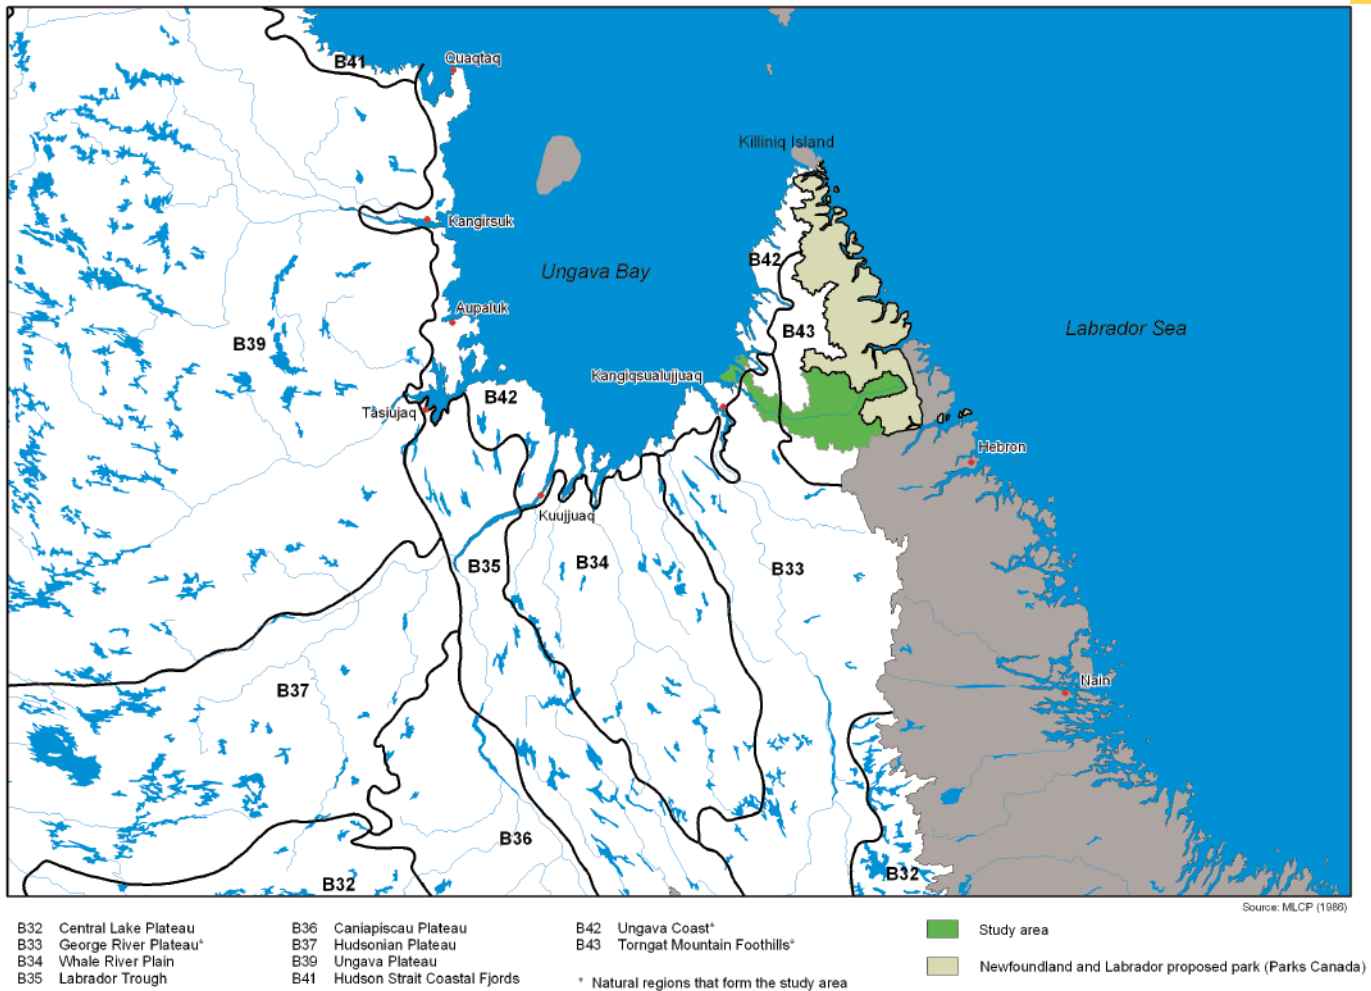 B41
Quaqtaq
Killiniq Island
Kangirsuk
B42
Ungava Bay
Aupaluk
Labrador Sea
B43
B39
Kangiqsualujjuaq
B42
Tasiujaq
Hebron
Kuujjuaq
B35
B34
B33
Nain
B37
B36
B32
B32
Source: MLCP (1986)
B32 Central Lake Plateau
B33 George River Plateau*
B34 Whale River Plain
B35 Labrador Trough
B36 Caniapiscau Plateau
B37 Hudsonian Plateau
B39 Ungava Plateau
B41 Hudson Strait Coastal Fjords
B42 Ungava Coast*
B43 Torngat Mountain Foothills*
* Natural regions that form the study area
Study area
Newfoundland and Labrador proposed park (Parks Canada)